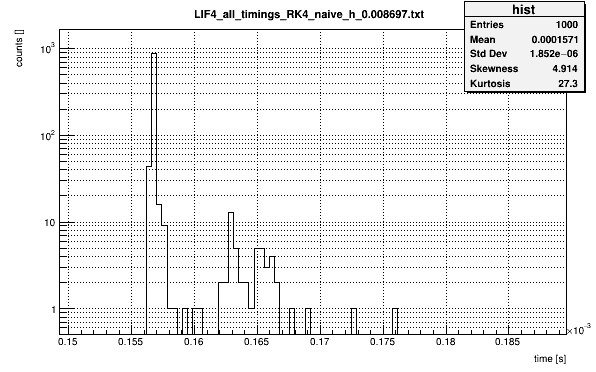 LIF4_all_timings_RK4_naive_h_0.008697.txt
hist
Entries 1000
Mean 0.0001571
Std Dev 1.852e−06
Skewness 4.914
Kurtosis 27.3
counts []
10³
10²
10
1
0.15 0.155 0.16 0.165 0.17 0.175 0.18 0.185
×10⁻³
time [s]